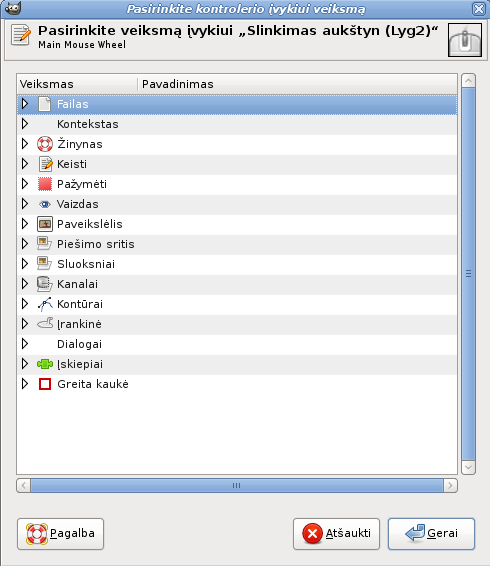 Pasirinkite kontrolerio įvykiui veiksmą
Pasirinkite veiksmą įvykiui „Slinkimas aukštyn (Lyg2)“
Main Mouse Wheel
Veiksmas Pavadinimas
Failas
Kontekstas
Žinynas
Keisti
Pažymėti
Vaizdas
Paveikslėlis
Piešimo sritis
Sluoksniai
Kanalai
Kontūrai
Įrankinė
Dialogai
Įskiepiai
Greita kaukė
Pagalba Atšaukti Gerai